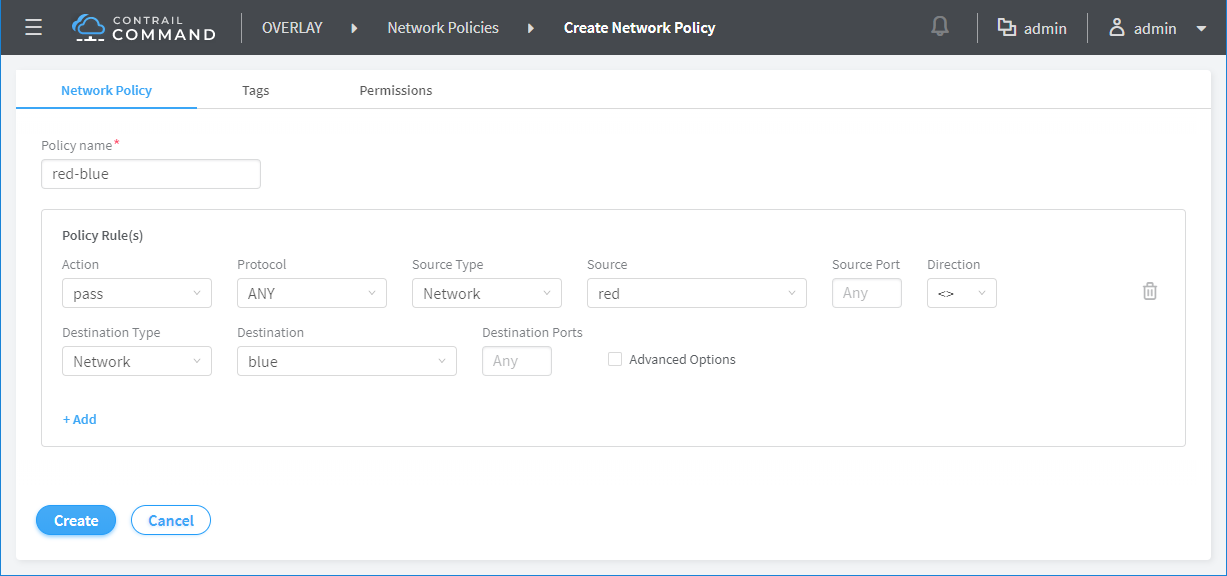 CONTRAIL
COMMAND
OVERLAY Network Policies Create Network Policy admin admin
Network Policy Tags Permissions
Policy name*
red-blue
Policy Rule(s)
Action Protocol Source Type Source Source Port Direction
pass ANY Network red Any <>
Destination Type Destination Destination Ports
Network blue Any Advanced Options
+ Add
Create Cancel